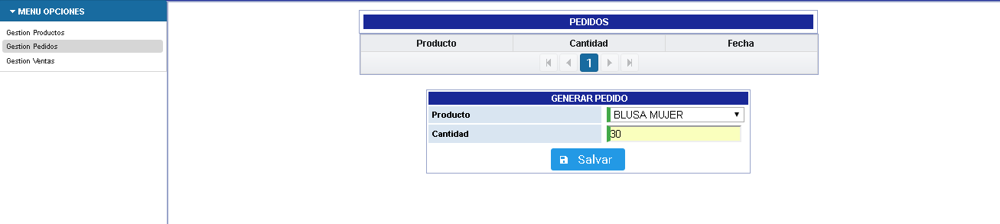 MENU OPCIONES
Gestion Productos
Gestion Pedidos
Gestion Ventas
PEDIDOS
Producto Cantidad Fecha
1
GENERAR PEDIDO
Producto BLUSA MUJER
Cantidad 30
Salvar